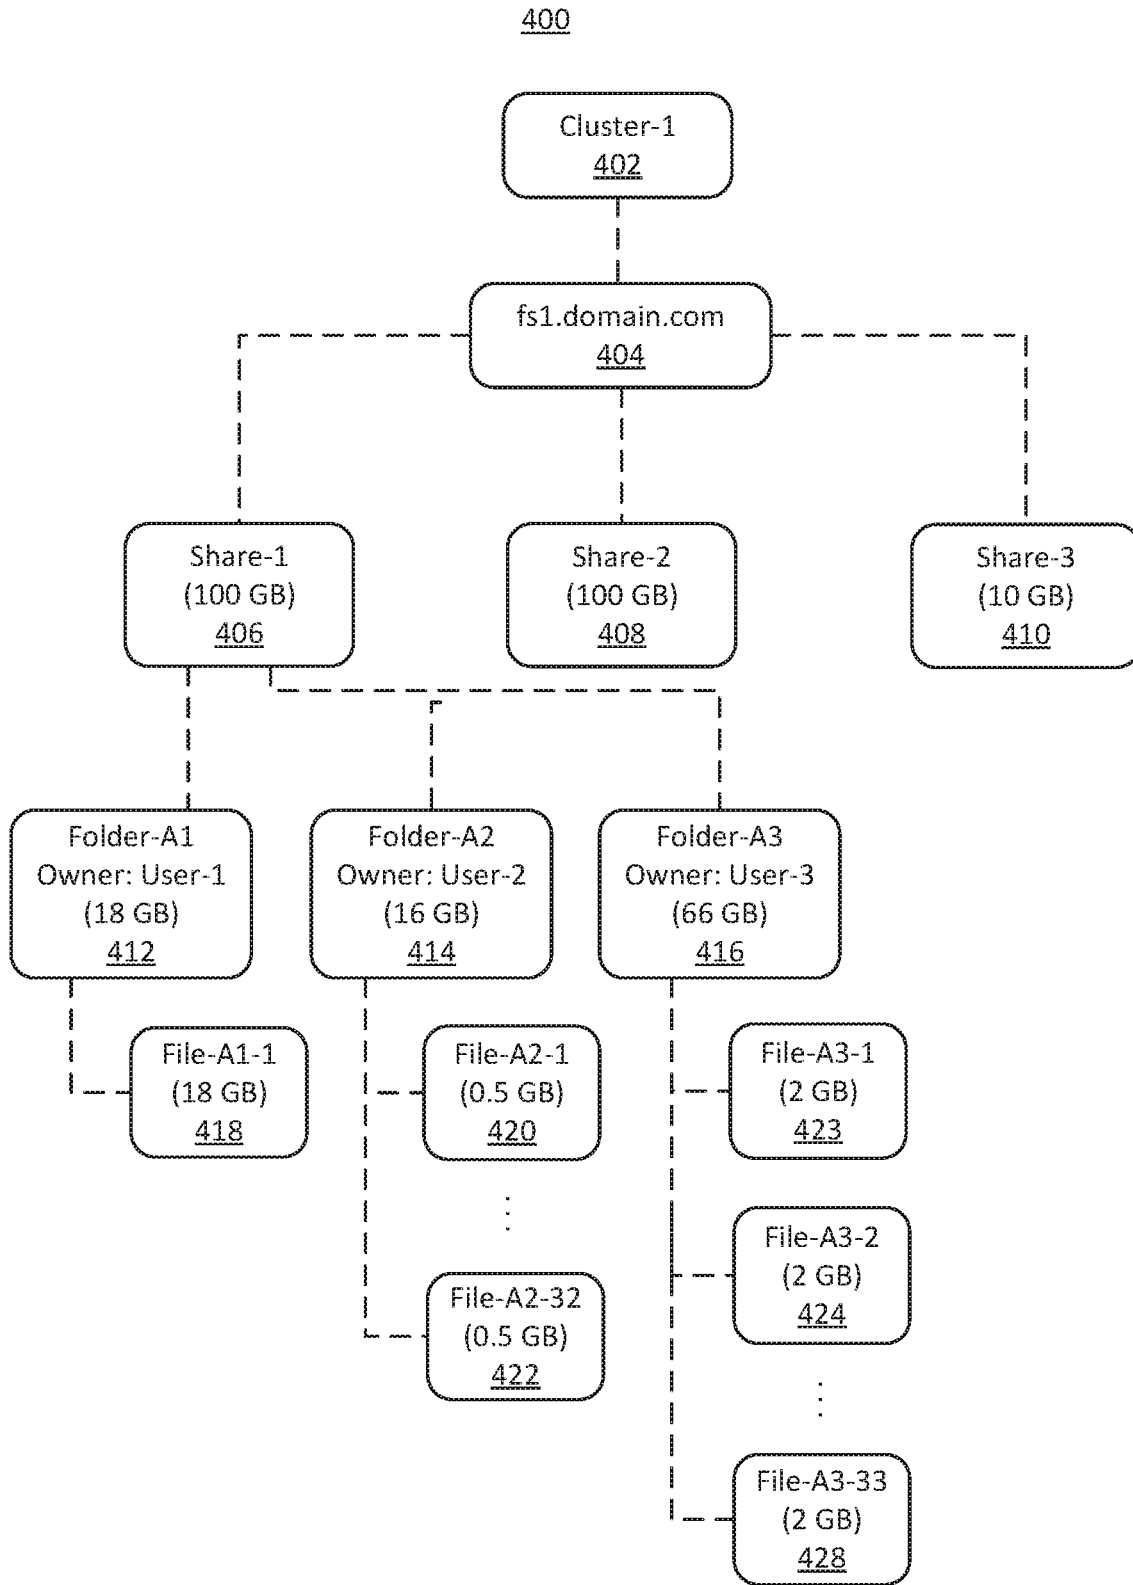 400
Cluster-1
402
fs1.domain.com
404
Share-1
(100 GB)
406
Share-2
(100 GB)
408
Share-3
(10 GB)
410
Folder-A1
Owner: User-1
(18 GB)
412
Folder-A2
Owner: User-2
(16 GB)
414
Folder-A3
Owner: User-3
(66 GB)
416
File-A1-1
(18 GB)
418
File-A2-1
(0.5 GB)
420
File-A3-1
(2 GB)
423
File-A3-2
(2 GB)
424
File-A2-32
(0.5 GB)
422
File-A3-33
(2 GB)
428